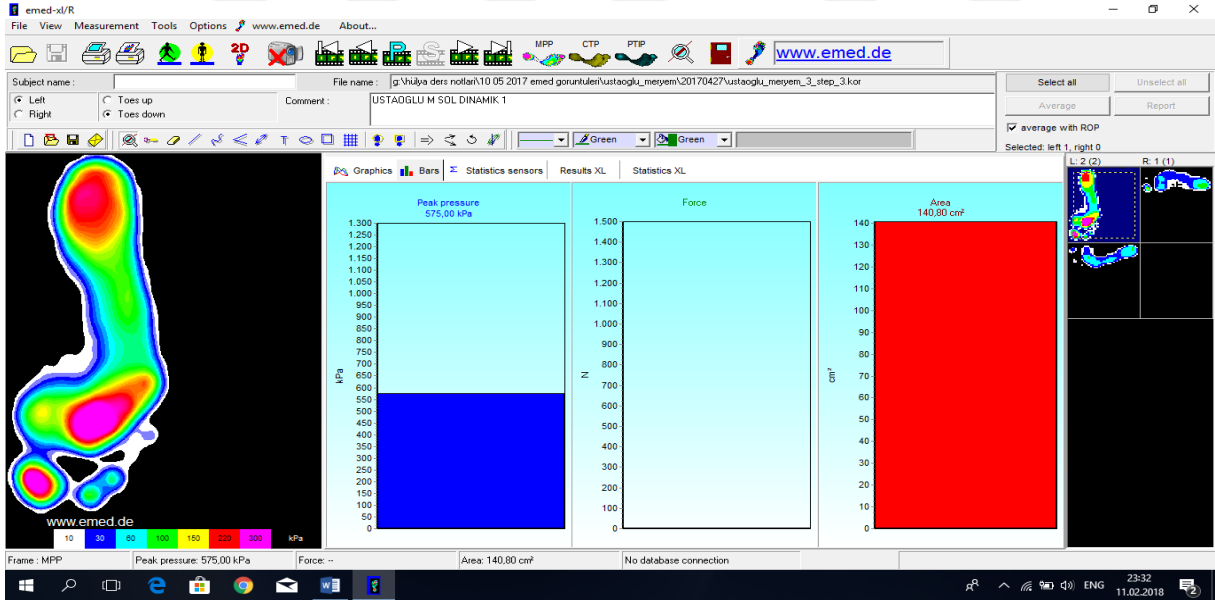 emed-xl/R
File View Measurement Tools Options www.emed.de About...
2D MPP CTP PTIP www.emed.de
Subject name :
File name : g:\hülya ders notlari\10 05 2017 emed goruntuleri\ustaoglu_meryem\20170427\ustaoglu_meryem_3_step_3.kor
Select all Unselect all
Left Toes up
Right Toes down
Comment : USTAOGLU M SOL DINAMIK 1
Average Report
average with ROP
Selected: left 1, right 0
Green Green
L: 2 (2) R: 1 (1)
Graphics Bars Σ Statistics sensors Results XL Statistics XL
Peak pressure
575,00 kPa
1.300
1.250
1.200
1.150
1.100
1.050
1.000
950
900
850
800
750
700
650
600
550
500
450
400
350
300
250
200
150
100
50
0
kPa
Force
1.500
1.400
1.300
1.200
1.100
1.000
900
800
700
600
500
400
300
200
100
0
N
Area
140,80 cm²
140
130
120
110
100
90
80
70
60
50
40
30
20
10
0
cm²
www.emed.de
10 30 60 100 150 220 300 kPa
Frame : MPP Peak pressure: 575,00 kPa Force: -- Area: 140,80 cm² No database connection
ENG
23:32
11.02.2018
2